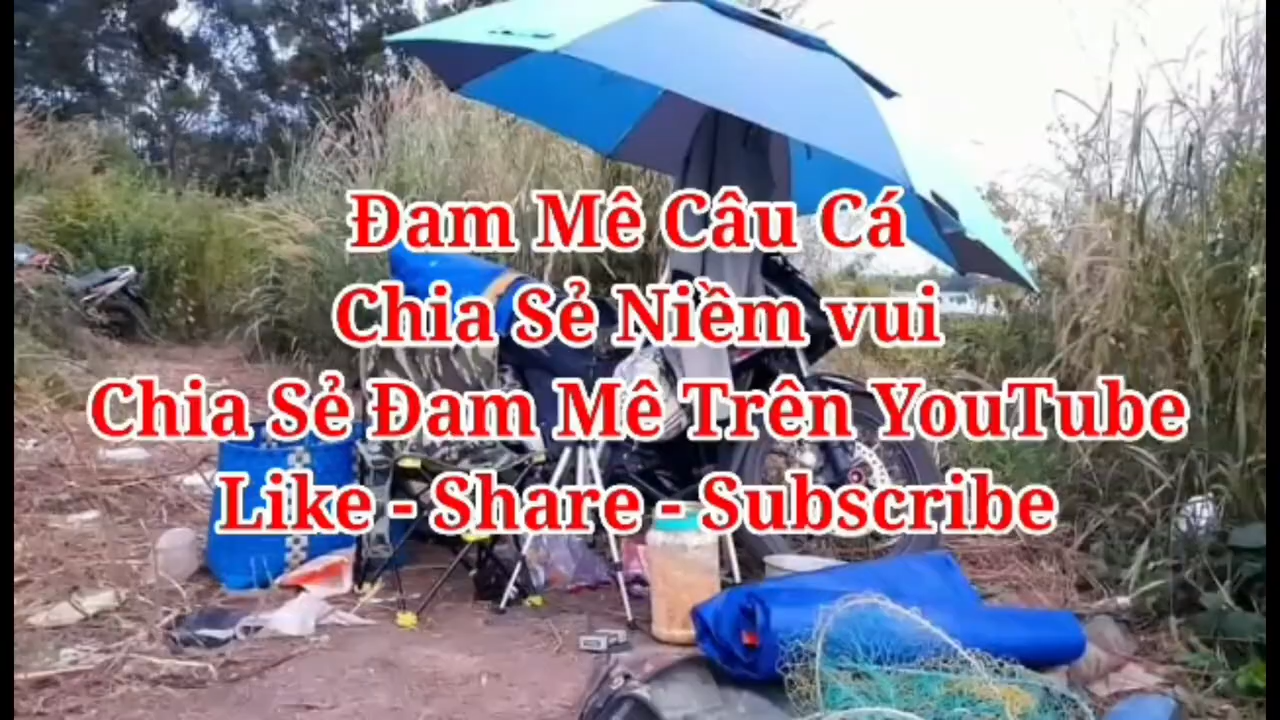 Đam Mê Câu Cá
Chia Sẻ Niềm vui
Chia Sẻ Đam Mê Trên YouTube
Like - Share - Subscribe